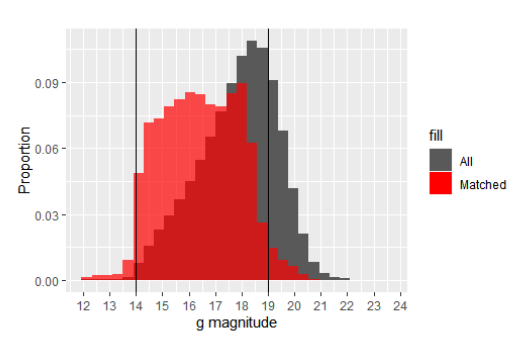 Proportion
0.09
0.06
0.03
0.00
12 13 14 15 16 17 18 19 20 21 22 23 24
g magnitude
fill
All
Matched